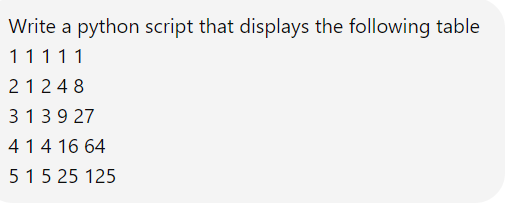 Write a python script that displays the following table
1 1 1 1 1
2 1 2 4 8
3 1 3 9 27
4 1 4 16 64
5 1 5 25 125